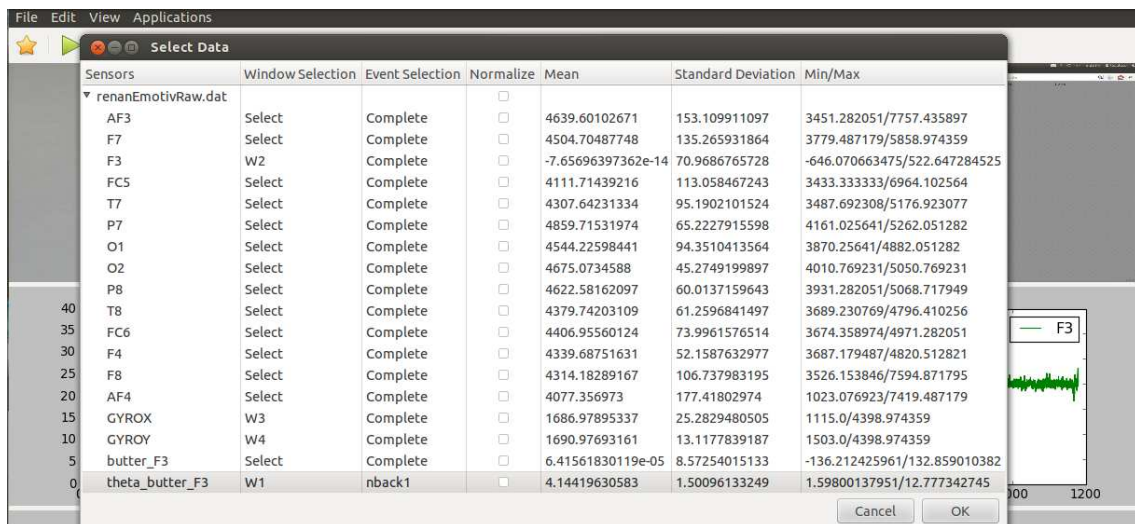 File Edit View Applications
Select Data
Sensors Window Selection Event Selection Normalize Mean Standard Deviation Min/Max
renanEmotivRaw.dat
AF3 Select Complete 4639.60102671 153.109911097 3451.282051/7757.435897
F7 Select Complete 4504.70487748 135.265931864 3779.487179/5858.974359
F3 W2 Complete -7.65696397362e-14 70.9686765728 -646.070663475/522.647284525
FC5 Select Complete 4111.71439216 113.058467243 3433.333333/6964.102564
T7 Select Complete 4307.64231334 95.1902101524 3487.692308/5176.923077
P7 Select Complete 4859.71531974 65.2227915598 4161.025641/5262.051282
O1 Select Complete 4544.22598441 94.3510413564 3870.25641/4882.051282
O2 Select Complete 4675.0734588 45.2749199897 4010.769231/5050.769231
P8 Select Complete 4622.58162097 60.0137159643 3931.282051/5068.717949
T8 Select Complete 4379.74203109 61.2596841497 3689.230769/4796.410256
FC6 Select Complete 4406.95560124 73.9961576514 3674.358974/4971.282051
F4 Select Complete 4339.68751631 52.1587632977 3687.179487/4820.512821
F8 Select Complete 4314.18289167 106.737983195 3526.153846/7594.871795
AF4 Select Complete 4077.356973 177.41802974 1023.076923/7419.487179
GYROX W3 Complete 1686.97895337 25.2829480505 1115.0/4398.974359
GYROY W4 Complete 1690.97693161 13.1177839187 1503.0/4398.974359
butter_F3 Select Complete 6.41561830119e-05 8.57254015133 -136.212425961/132.859010382
theta_butter_F3 W1 nback1 4.14419630583 1.50096133249 1.59800137951/12.777342745
Cancel OK
40
35
30
25
20
15
10
5
0
F3
1200